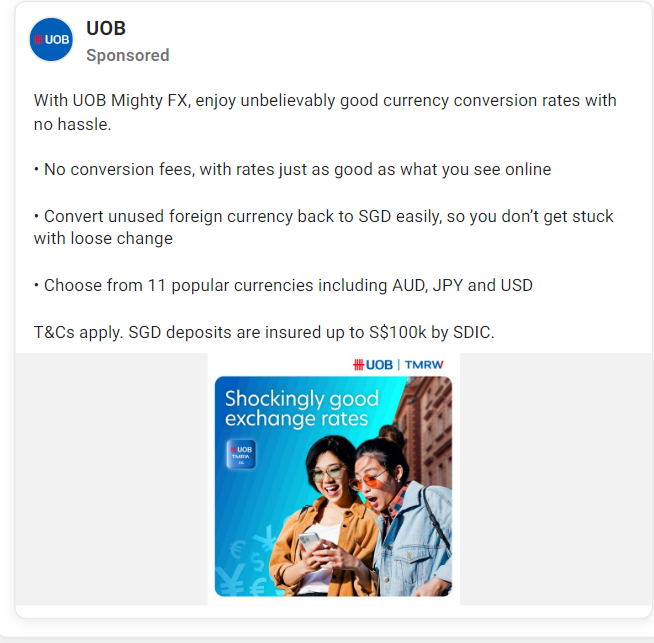 UOB
UOB
Sponsored
With UOB Mighty FX, enjoy unbelievably good currency conversion rates with
no hassle.
• No conversion fees, with rates just as good as what you see online
• Convert unused foreign currency back to SGD easily, so you don’t get stuck
with loose change
• Choose from 11 popular currencies including AUD, JPY and USD
T&Cs apply. SGD deposits are insured up to S$100k by SDIC.
UOB | TMRW
Shockingly good
exchange rates
UOB
TMRW
¥ € $ ¥
¥ £ €